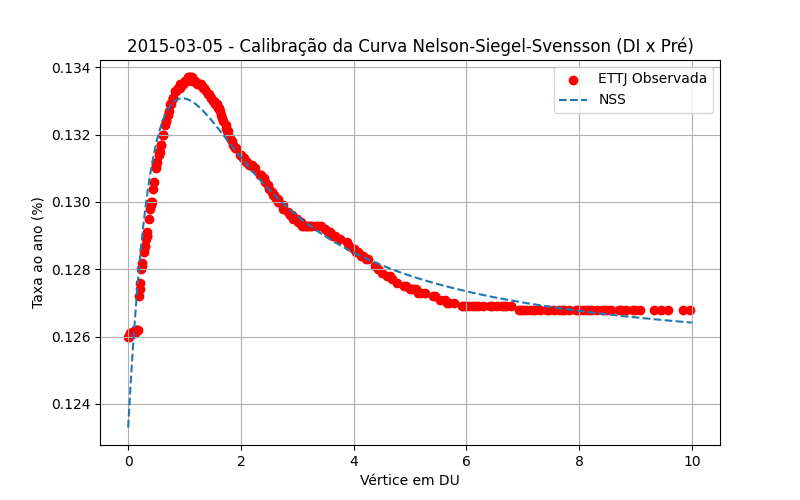 2015-03-05 - Calibração da Curva Nelson-Siegel-Svensson (DI x Pré)
ETTJ Observada
NSS
Taxa ao ano (%)
0.134
0.132
0.130
0.128
0.126
0.124
0 2 4 6 8 10
Vértice em DU